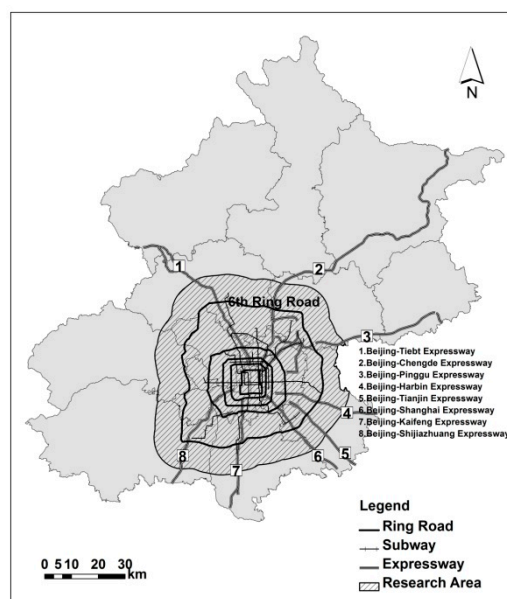 N
1
2
6th Ring Road
3
1.Beijing-Tiebt Expressway
2.Beijing-Chengde Expressway
3.Beijing-Pinggu Expressway
4.Beijing-Harbin Expressway
5.Beijing-Tianjin Expressway
6.Beijing-Shanghai Expressway
7.Beijing-Kaifeng Expressway
8.Beijing-Shijiazhuang Expressway
4
8
7
6
5
Legend
Ring Road
Subway
Expressway
Research Area
0 5 10 20 30
km